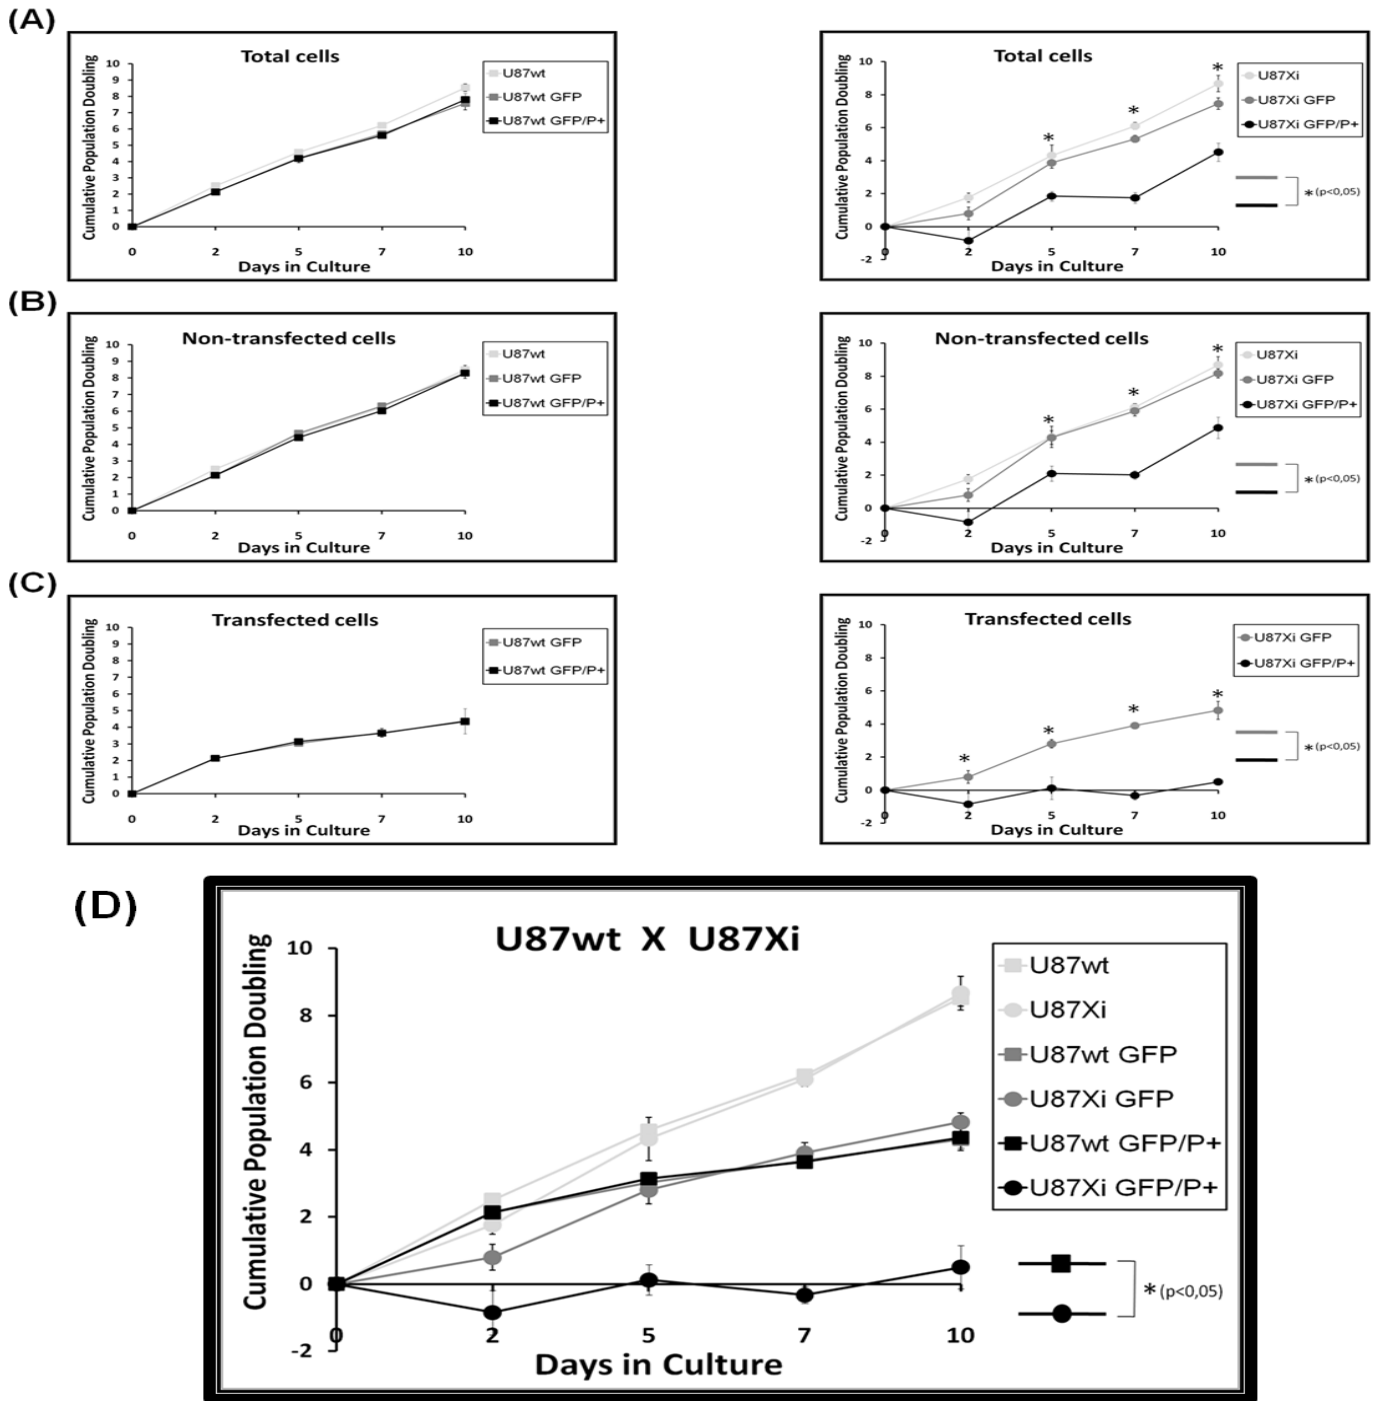 (A)
Total cells
Cumulative Population Doubling
10
9
8
7
6
5
4
3
2
1
0
0 2 5 7 10
Days in Culture
U87wt
U87wt GFP
U87wt GFP/P+
Total cells
Cumulative Population Doubling
10
8
6
4
2
0
-2
0 2 5 7 10
Days in Culture
* * * *
U87Xi
U87Xi GFP
U87Xi GFP/P+
* (p<0,05)
(B)
Non-transfected cells
Cumulative Population Doubling
10
9
8
7
6
5
4
3
2
1
0
0 2 5 7 10
Days in Culture
U87wt
U87wt GFP
U87wt GFP/P+
Non-transfected cells
Cumulative Population Doubling
10
8
6
4
2
0
-2
0 2 5 7 10
Days in Culture
* * * *
U87Xi
U87Xi GFP
U87Xi GFP/P+
* (p<0,05)
(C)
Transfected cells
Cumulative Population Doubling
10
9
8
7
6
5
4
3
2
1
0
0 2 5 7 10
Days in Culture
U87wt GFP
U87wt GFP/P+
Transfected cells
Cumulative Population Doubling
10
8
6
4
2
0
-2
0 2 5 7 10
Days in Culture
* * * * *
U87Xi GFP
U87Xi GFP/P+
* (p<0,05)
(D)
U87wt X U87Xi
Cumulative Population Doubling
10
8
6
4
2
0
-2
0 2 5 7 10
Days in Culture
U87wt
U87Xi
U87wt GFP
U87Xi GFP
U87wt GFP/P+
U87Xi GFP/P+
* (p<0,05)